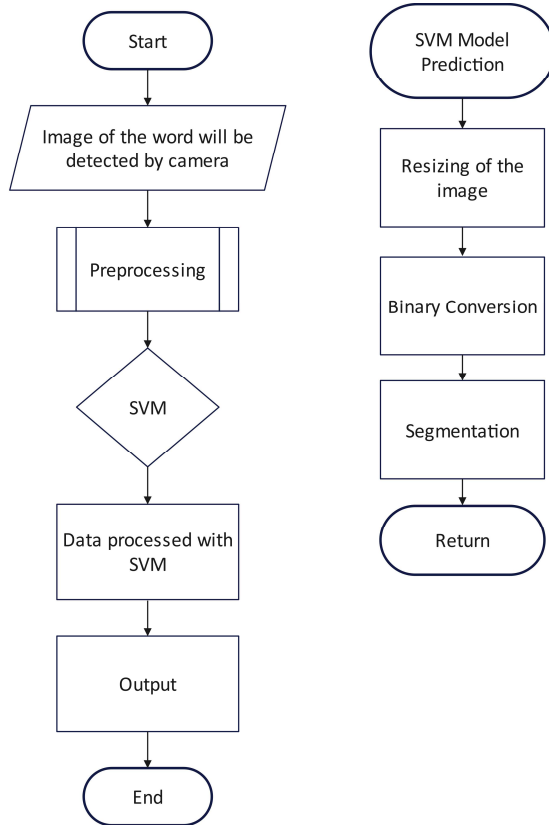 Start
Image of the word will be
detected by camera
Preprocessing
SVM
Data processed with
SVM
Output
End
SVM Model
Prediction
Resizing of the
image
Binary Conversion
Segmentation
Return